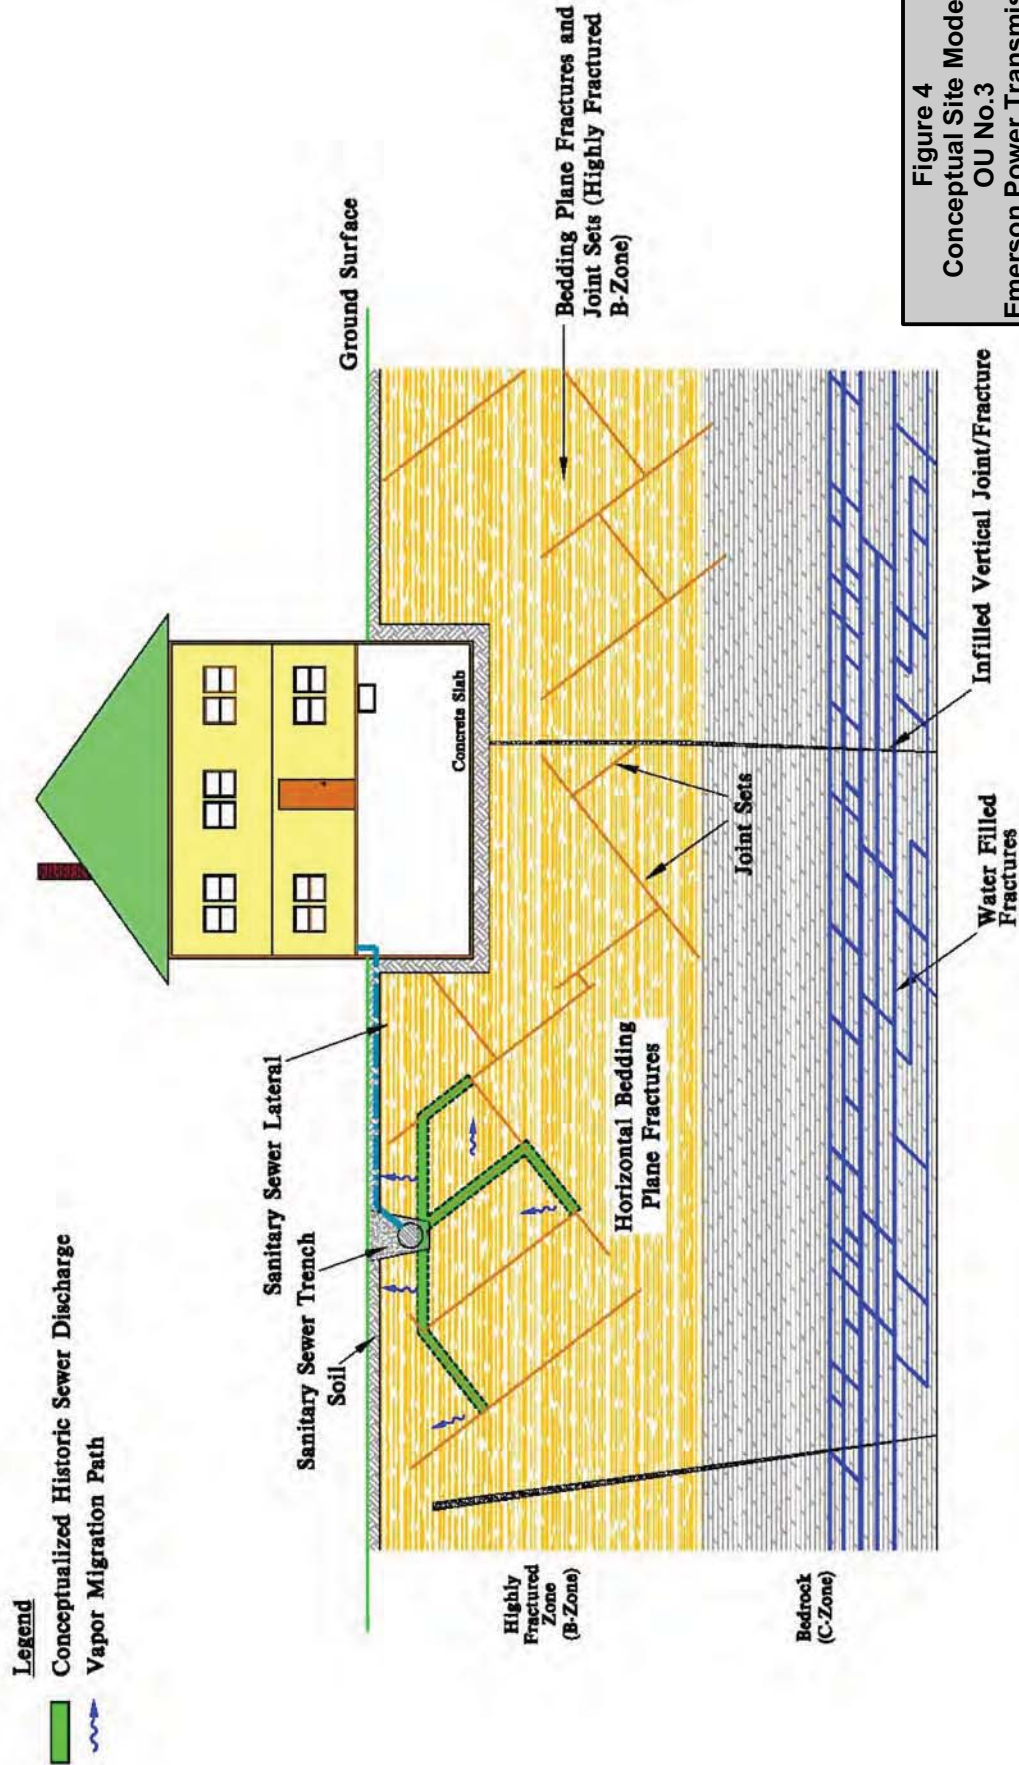 Legend
Conceptualized Historic Sewer Discharge
Vapor Migration Path
Sanitary Sewer Lateral
Sanitary Sewer Trench
Soil
Ground Surface
Concrete Slab
Bedding Plane Fractures and
Joint Sets (Highly Fractured
B-Zone)
Highly
Fractured
Zone
(B-Zone)
Horizontal Bedding
Plane Fractures
Joint Sets
Bedrock
(C-Zone)
Water Filled
Fractures
Infilled Vertical Joint/Fracture
Figure 4
Conceptual Site Mode
OU No.3
Emerson Power Transmis